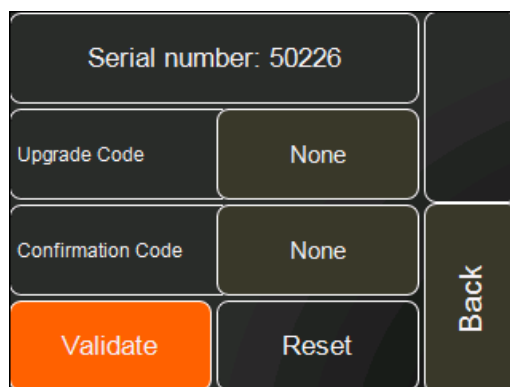 Serial number: 50226
Upgrade Code
None
Confirmation Code
None
Validate
Reset
Back